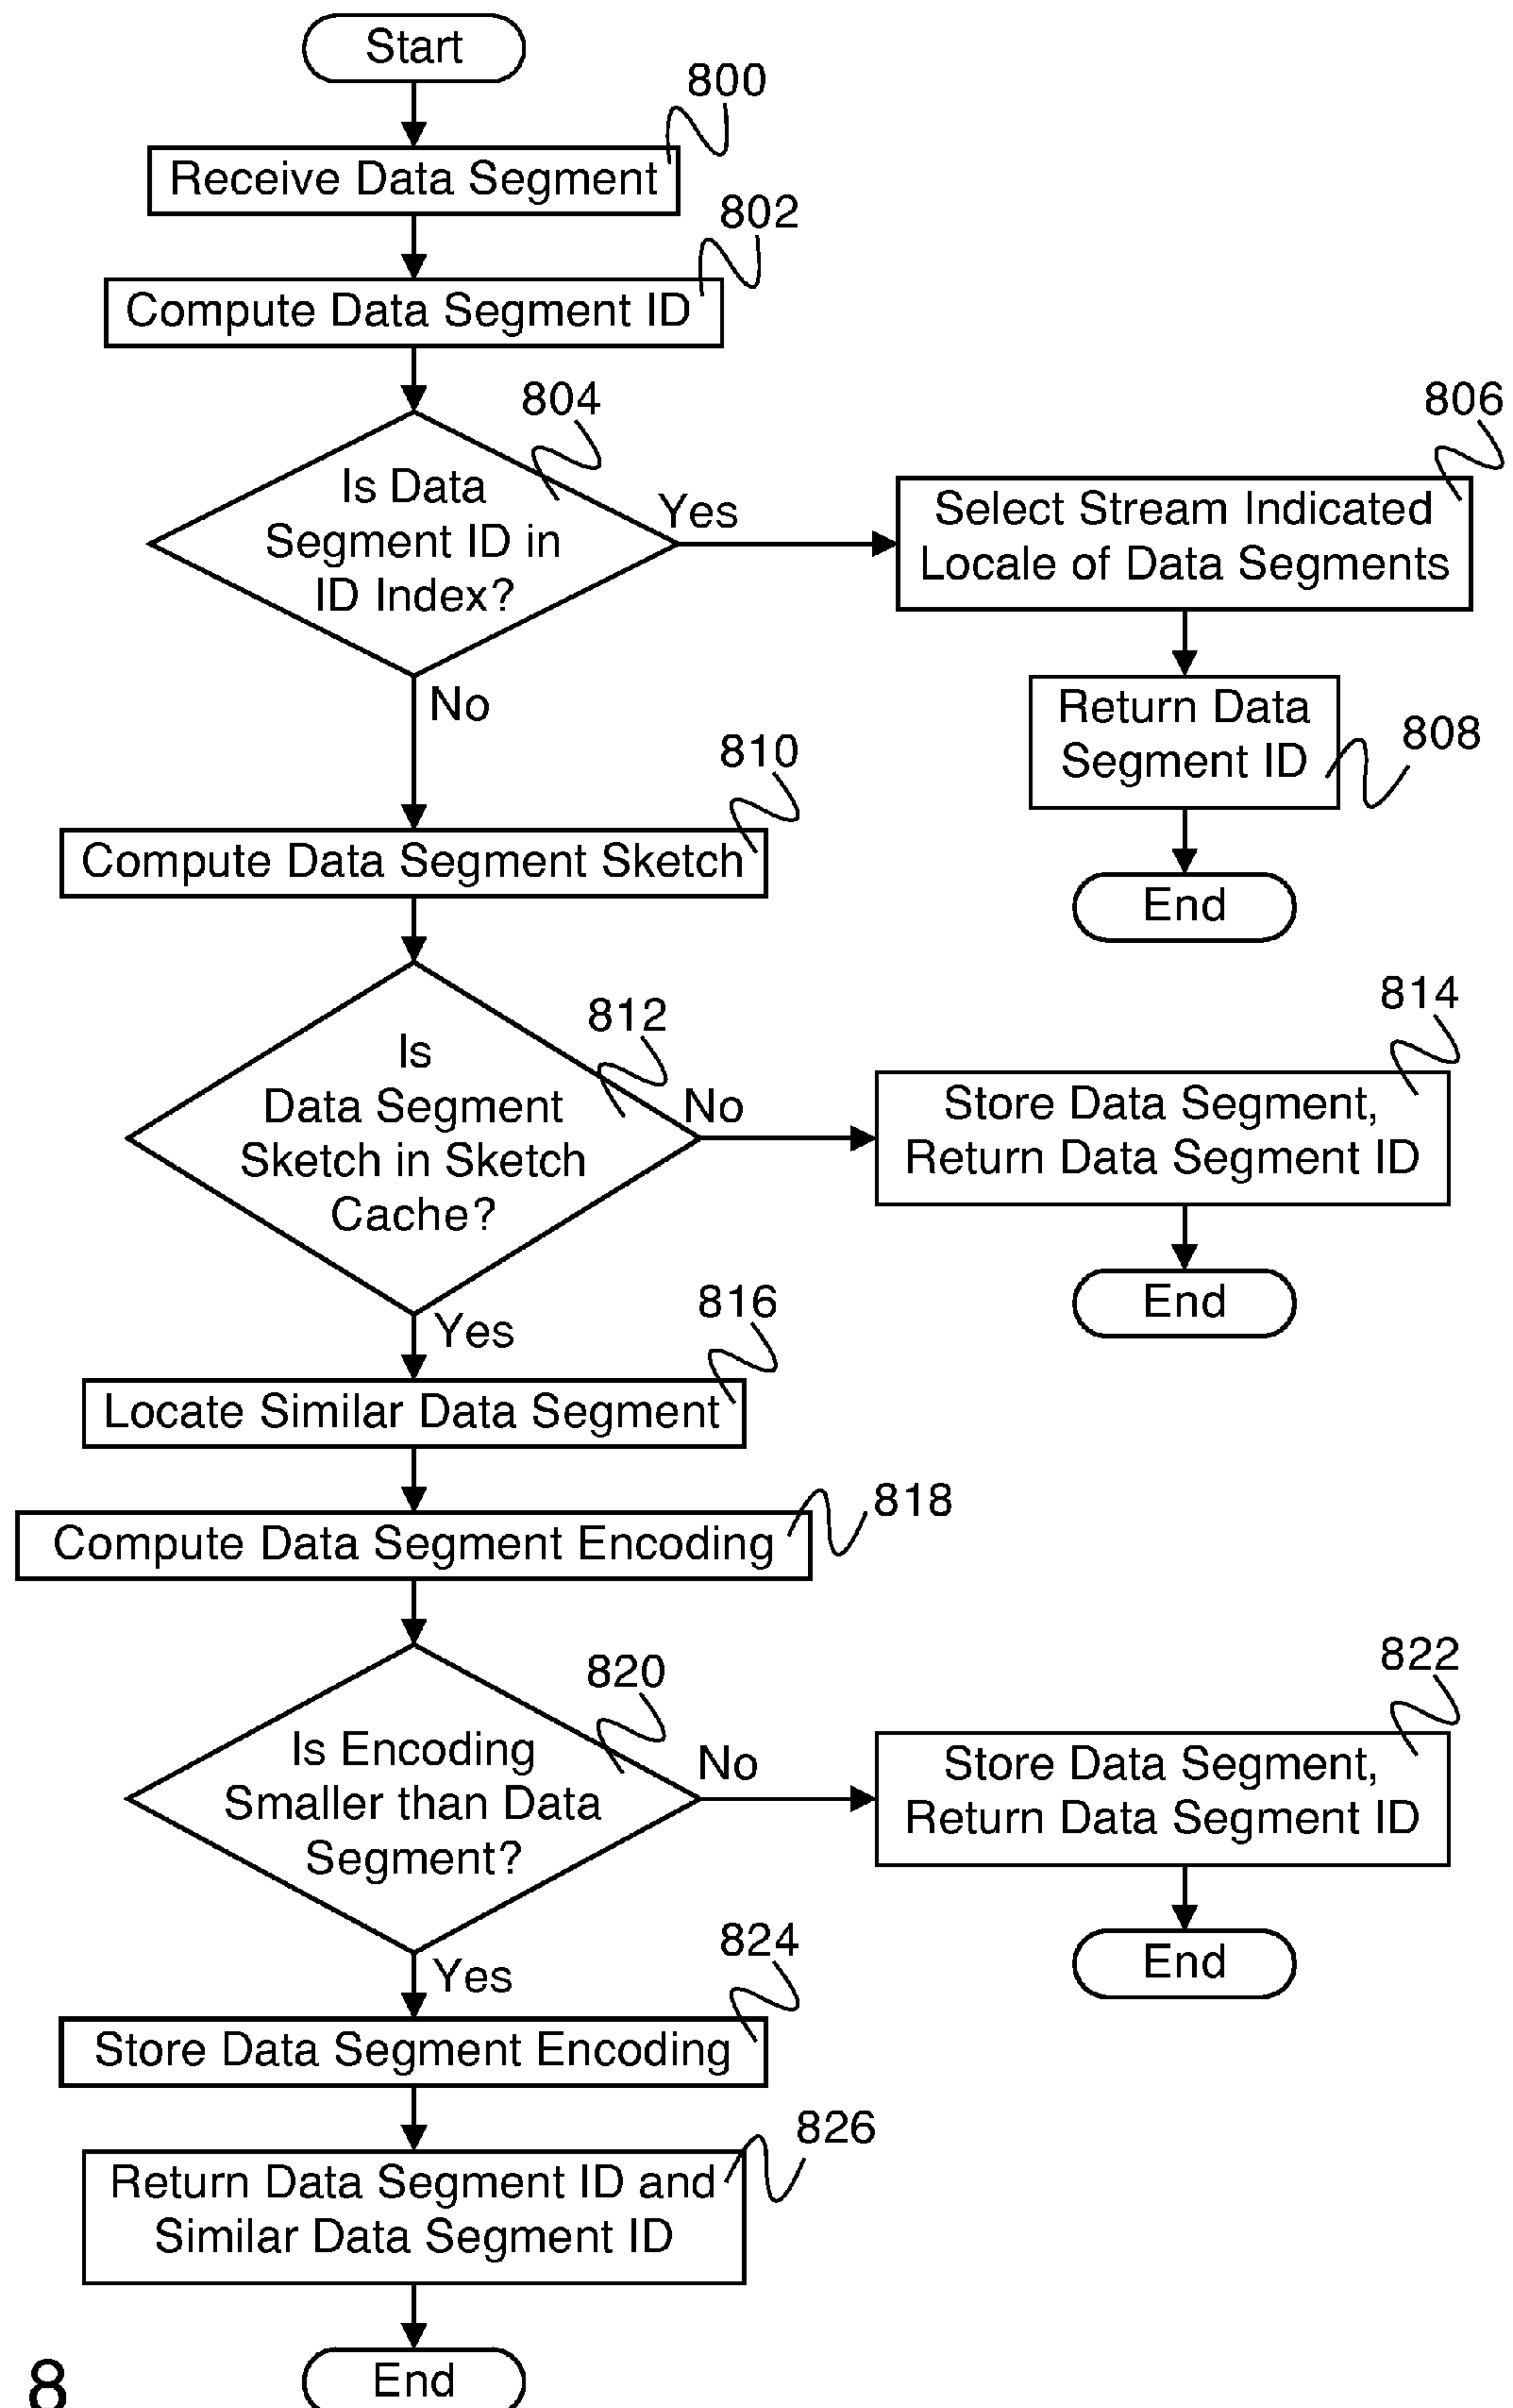 Start
800
Receive Data Segment
802
Compute Data Segment ID
804
Is Data
Segment ID in
ID Index?
Yes
806
Select Stream Indicated
Locale of Data Segments
No
Return Data
Segment ID
808
End
810
Compute Data Segment Sketch
812
Is
Data Segment
Sketch in Sketch
Cache?
No
814
Store Data Segment,
Return Data Segment ID
End
Yes
816
Locate Similar Data Segment
818
Compute Data Segment Encoding
820
Is Encoding
Smaller than Data
Segment?
No
822
Store Data Segment,
Return Data Segment ID
End
Yes
824
Store Data Segment Encoding
826
Return Data Segment ID and
Similar Data Segment ID
End
8